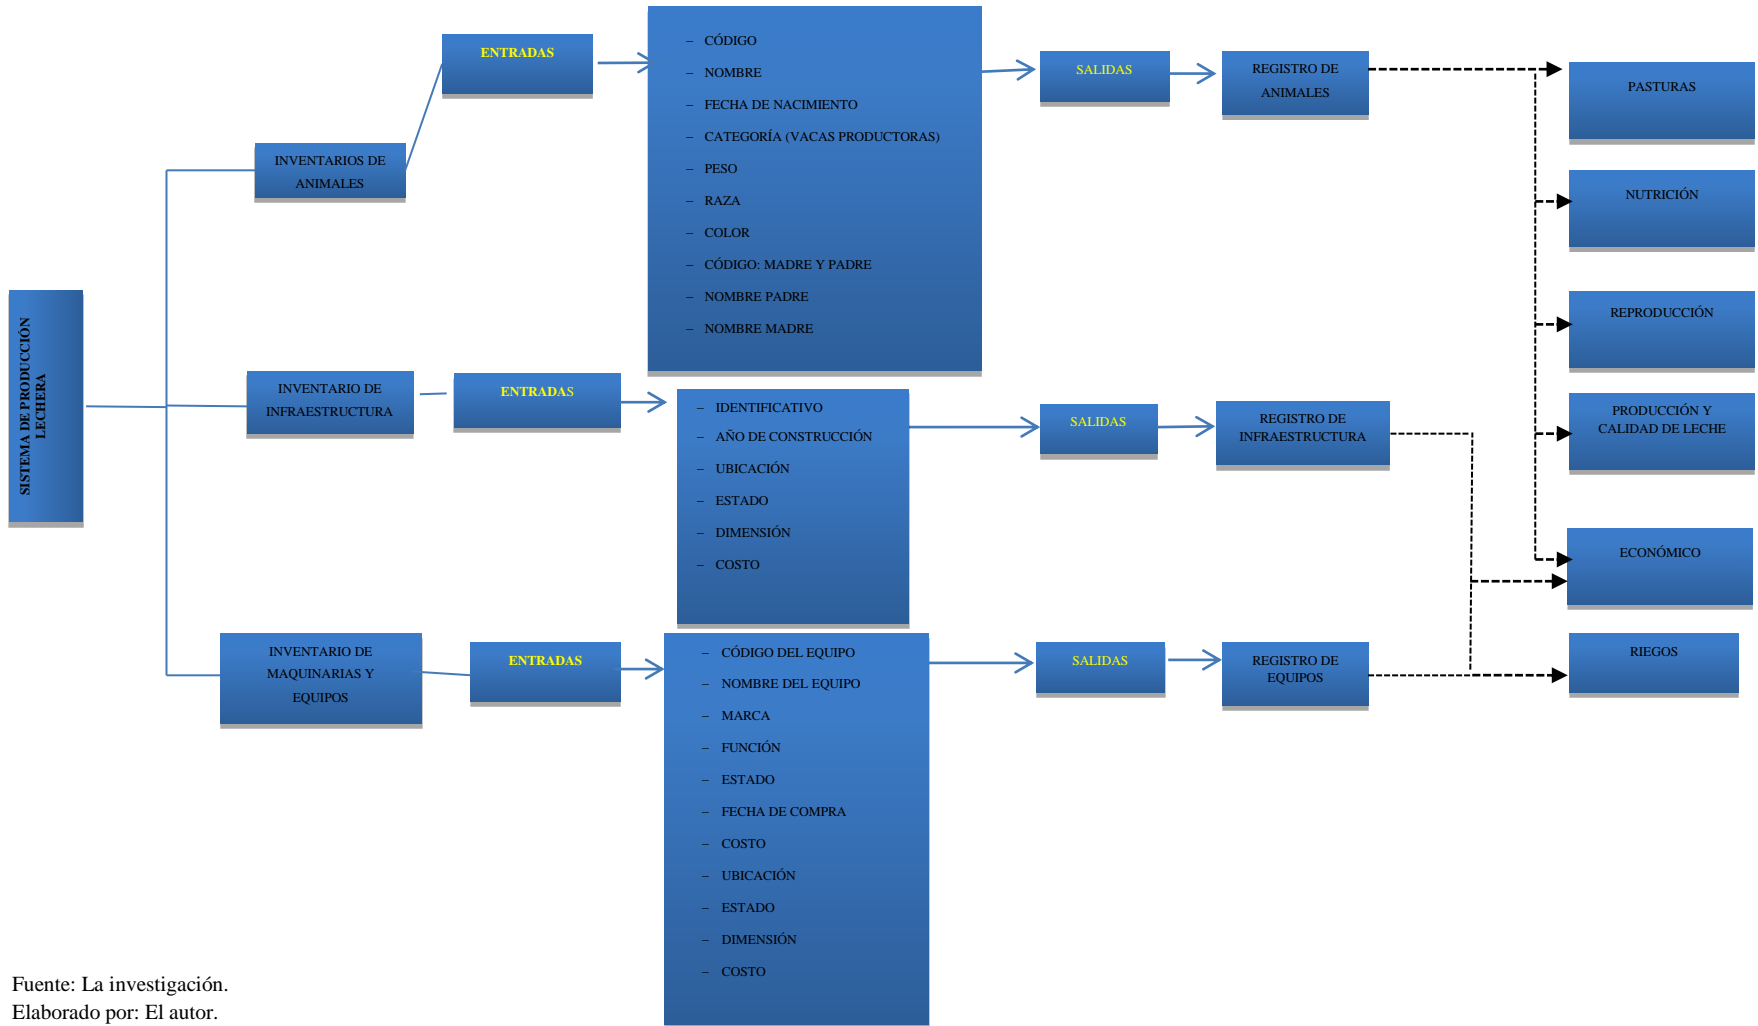 SISTEMA DE PRODUCCIÓN
LECHERA
INVENTARIOS DE
ANIMALES
ENTRADAS
– CÓDIGO
– NOMBRE
– FECHA DE NACIMIENTO
– CATEGORÍA (VACAS PRODUCTORAS)
– PESO
– RAZA
– COLOR
– CÓDIGO: MADRE Y PADRE
– NOMBRE PADRE
– NOMBRE MADRE
SALIDAS
REGISTRO DE
ANIMALES
INVENTARIO DE
INFRAESTRUCTURA
ENTRADAS
– IDENTIFICATIVO
– AÑO DE CONSTRUCCIÓN
– UBICACIÓN
– ESTADO
– DIMENSIÓN
– COSTO
SALIDAS
REGISTRO DE
INFRAESTRUCTURA
INVENTARIO DE
MAQUINARIAS Y
EQUIPOS
ENTRADAS
– CÓDIGO DEL EQUIPO
– NOMBRE DEL EQUIPO
– MARCA
– FUNCIÓN
– ESTADO
– FECHA DE COMPRA
– COSTO
– UBICACIÓN
– ESTADO
– DIMENSIÓN
– COSTO
SALIDAS
REGISTRO DE
EQUIPOS
PASTURAS
NUTRICIÓN
REPRODUCCIÓN
PRODUCCIÓN Y
CALIDAD DE LECHE
ECONÓMICO
RIEGOS
Fuente: La investigación.
Elaborado por: El autor.